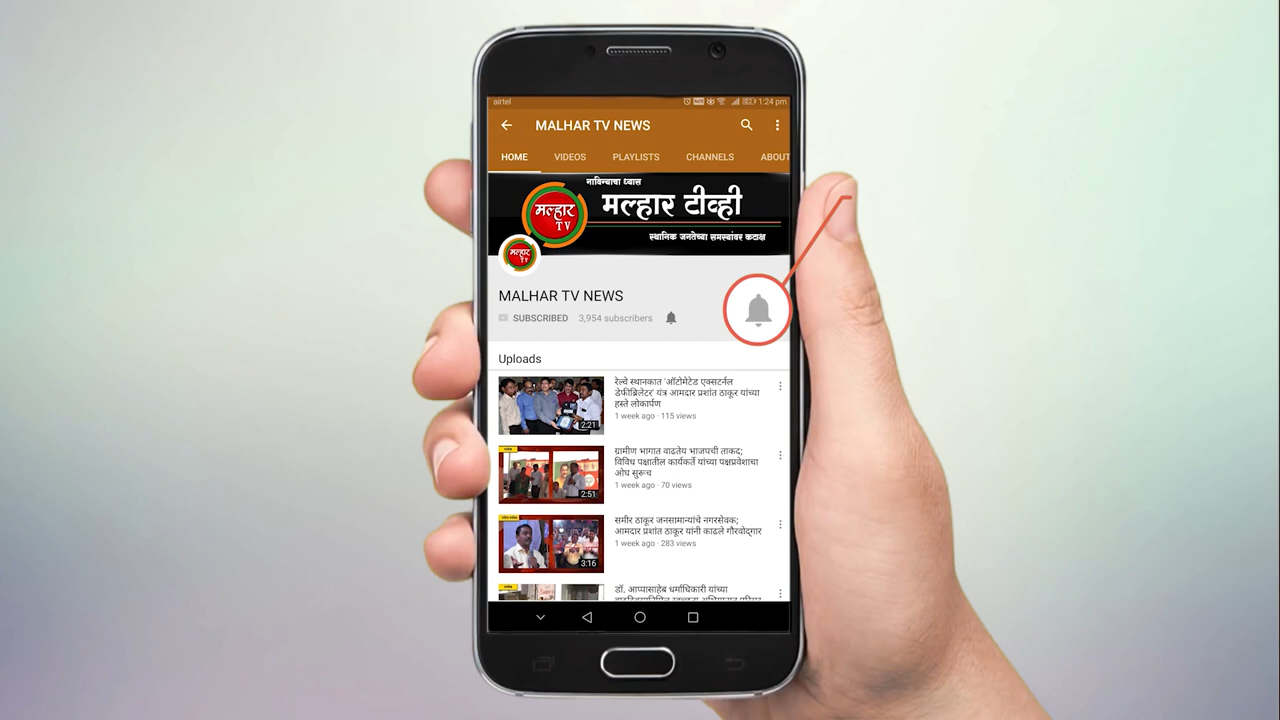 airtel
1:24 pm
MALHAR TV NEWS
HOME VIDEOS PLAYLISTS CHANNELS ABOUT
नाविन्याचा ध्यास
मल्हार टीव्ही
मल्हार
TV
स्थानिक जनतेच्या समस्यांवर कटाक्ष
मल्हार
TV
MALHAR TV NEWS
SUBSCRIBED 3,954 subscribers
Uploads
रेल्वे स्थानकात 'ऑटोमेटेड एक्सटर्नल
डेफीब्रिलेटर' यंत्र आमदार प्रशांत ठाकूर यांच्या
हस्ते लोकार्पण
1 week ago · 115 views
2:21
ग्रामीण भागात वाढतेय भाजपची ताकद;
विविध पक्षातील कार्यकर्ते यांच्या पक्षप्रवेशाचा
ओघ सुरूच
1 week ago · 70 views
2:51
समीर ठाकूर जनसामान्यांचे नगरसेवक;
आमदार प्रशांत ठाकूर यांनी काढले गौरवोद्गार
1 week ago · 283 views
3:16
डॉ. आप्पासाहेब धर्माधिकारी यांच्या